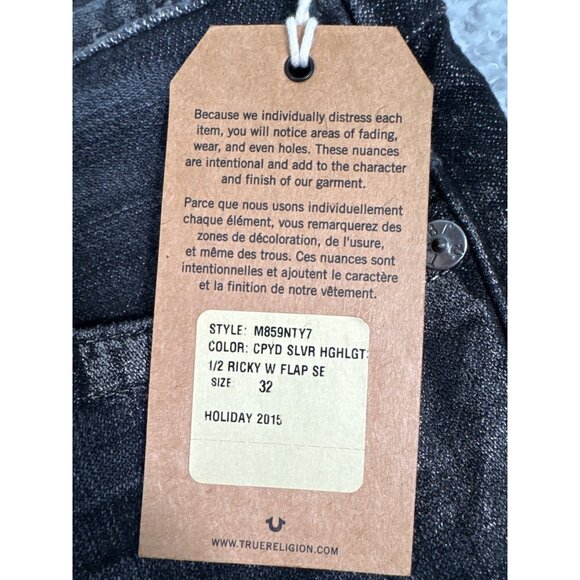 Because we individually distress each
item, you will notice areas of fading,
wear, and even holes. These nuances
are intentional and add to the character
and finish of our garment.
Parce que nous usons individuellement
chaque élément, vous remarquerez des
zones de décoloration, de l'usure,
et même des trous. Ces nuances sont
intentionnelles et ajoutent le caractère
et la finition de notre vêtement.
STYLE: M859NTY7
COLOR: CPYD SLVR HGHLGT
1/2 RICKY W FLAP SE
SIZE 32
HOLIDAY 2015
WWW.TRUERELIGION.COM